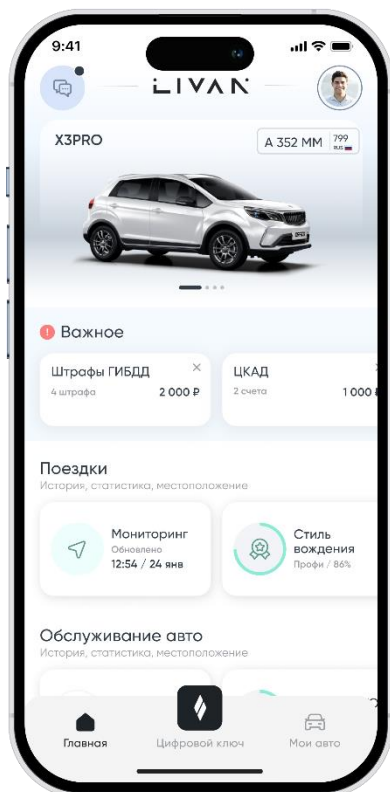 9:41
LIVAN
X3PRO
А 352 ММ 799
RUS
Важное
Штрафы ГИБДД
4 штрафа 2 000 ₽
ЦКАД
2 счета 1 000
Поездки
История, статистика, местоположение
Мониторинг
Обновлено
12:54 / 24 янв
Стиль
вождения
Профи / 86%
Обслуживание авто
История, статистика, местоположение
Главная
Цифровой ключ
Мои авто